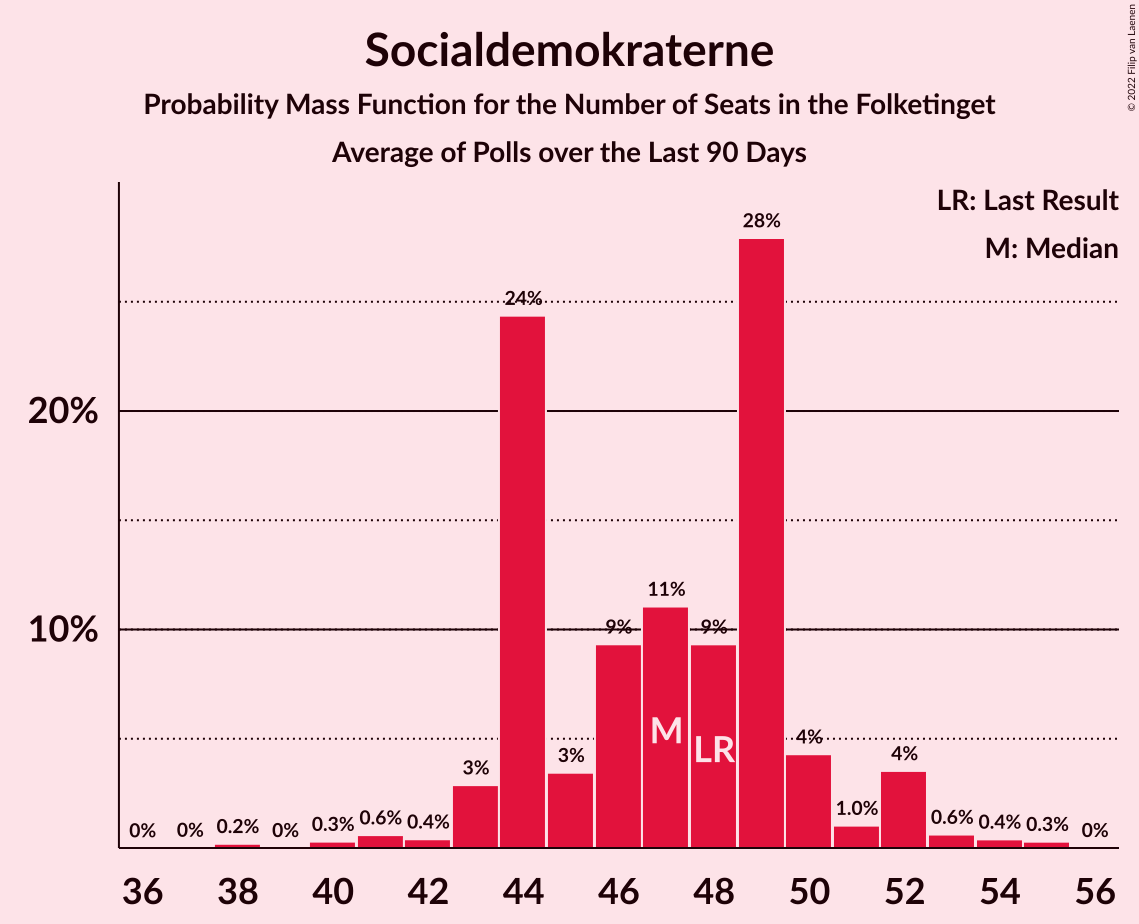 Socialdemokraterne
Probability Mass Function for the Number of Seats in the Folketinget
Average of Polls over the Last 90 Days
© 2022 Filip van Laenen
LR: Last Result
M: Median
28%
24%
20%
11%
10%
9%
9%
M
LR
4%
3%
4%
3%
0%
0%
0.2%
0%
0.3%
0.6%
0.4%
1.0%
0.6%
0.4%
0.3%
0%
36 38 40 42 44 46 48 50 52 54 56